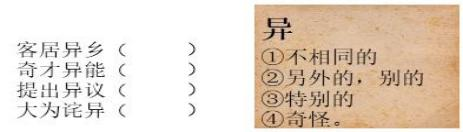 客居异乡（　　）
奇才异能（　　）
提出异议（　　）
大为诧异（　　）
异
①不相同的
②另外的，别的
③特别的
④奇怪。